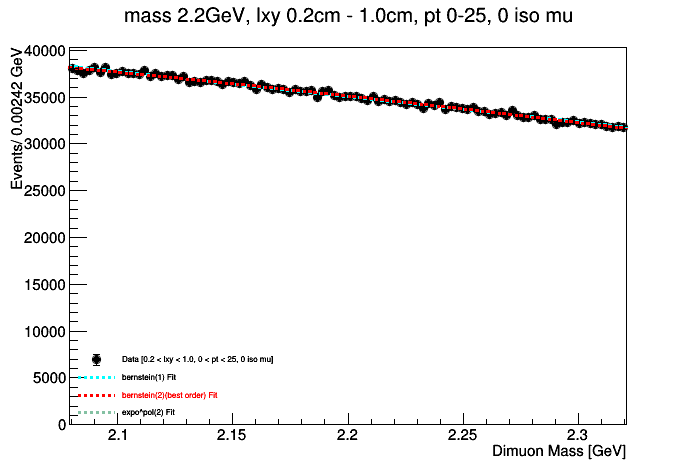 mass 2.2GeV, lxy 0.2cm - 1.0cm, pt 0-25, 0 iso mu
Events/ 0.00242 GeV
40000
35000
30000
25000
20000
15000
10000
5000
0
Data [0.2 < lxy < 1.0, 0 < pt < 25, 0 iso mu]
bernstein(1) Fit
bernstein(2)(best order) Fit
expo*pol(2) Fit
2.1
2.15
2.2
2.25
2.3
Dimuon Mass [GeV]